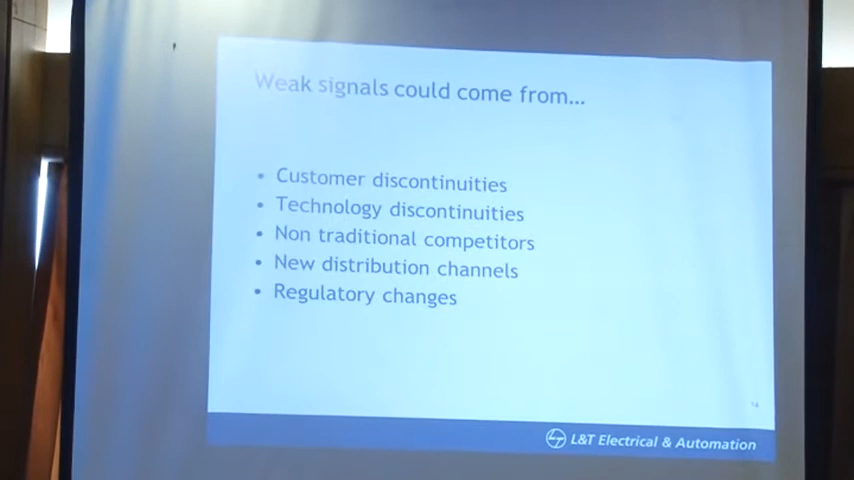 Weak signals could come from...
• Customer discontinuities
• Technology discontinuities
• Non traditional competitors
• New distribution channels
• Regulatory changes
14
L&T Electrical & Automation